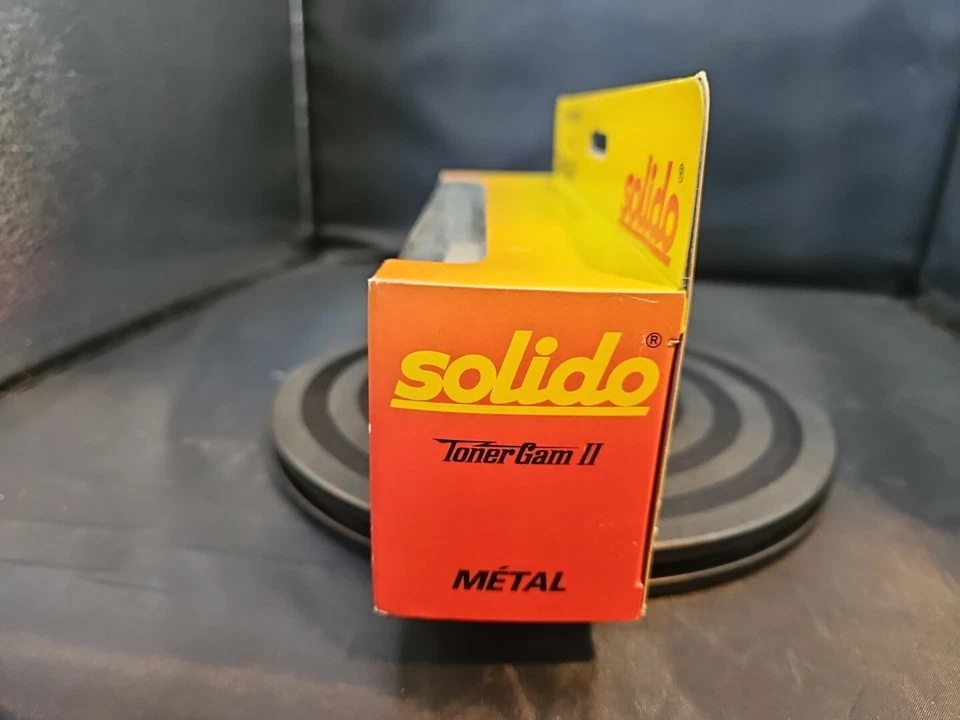 solido
®
solido®
TonerGam II
MÉTAL